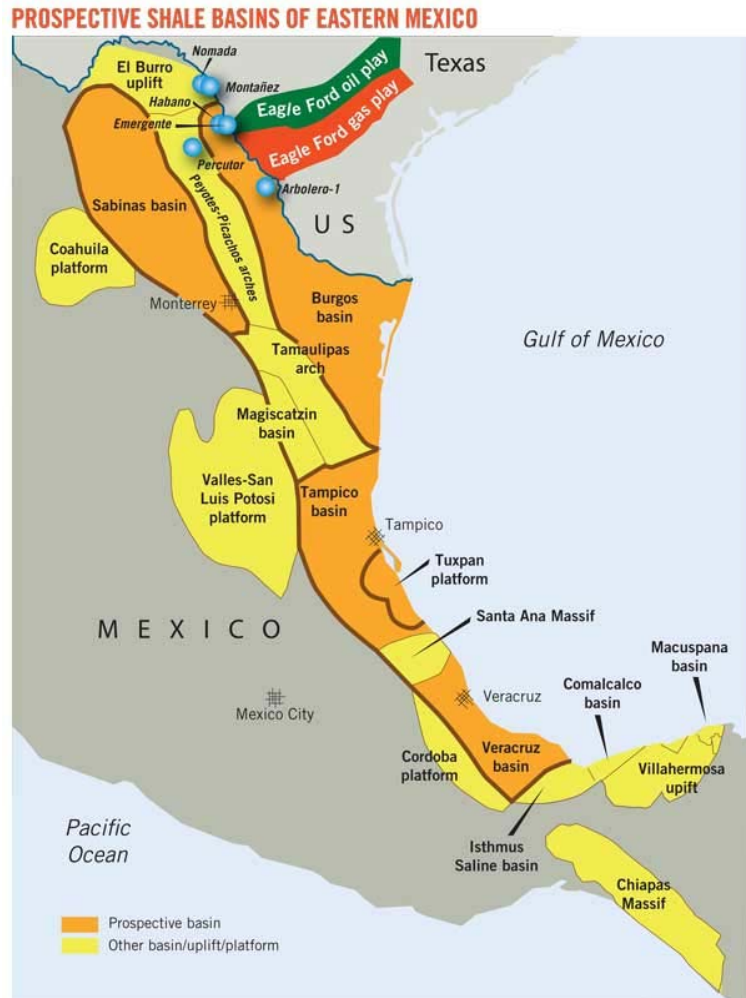 PROSPECTIVE SHALE BASINS OF EASTERN MEXICO
Nomada
El Burro
uplift
Texas
Montañez
Habano
Eagle Ford oil play
Emergente
Eagle Ford gas play
Percutor
Arbolero-1
Peyotes-Picachos arches
Sabinas basin
U S
Coahuila
platform
Monterrey
Burgos
basin
Gulf of Mexico
Tamaulipas
arch
Magiscatzin
basin
Valles-San
Luis Potosi
platform
Tampico
basin
Tampico
Tuxpan
platform
Santa Ana Massif
MEXICO
Macuspana
basin
Comalcalco
basin
Veracruz
Mexico City
Cordoba
platform
Veracruz
basin
Villahermosa
upift
Pacific
Ocean
Isthmus
Saline basin
Chiapas
Massif
Prospective basin
Other basin/uplift/platform